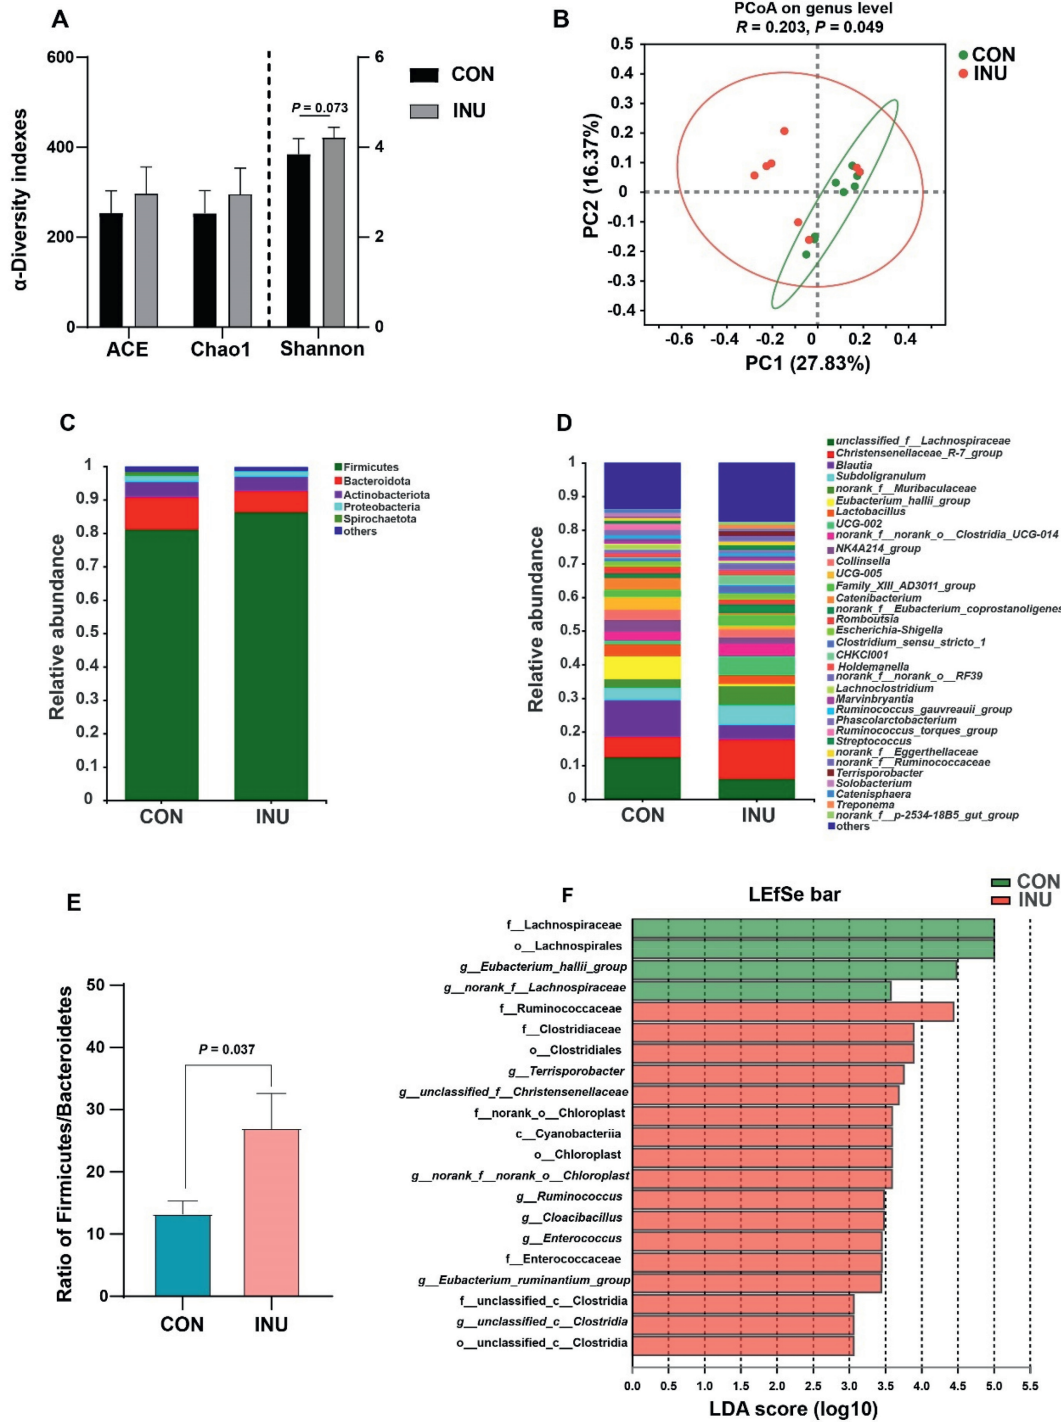 A
α-Diversity indexes
600
400
200
0
6
4
2
0
P = 0.073
ACE
Chao1
Shannon
CON
INU
B
PCoA on genus level
R = 0.203, P = 0.049
CON
INU
PC2 (16.37%)
0.5
0.4
0.3
0.2
0.1
0
-0.1
-0.2
-0.3
-0.4
-0.6
-0.4
-0.2
0
0.2
0.4
PC1 (27.83%)
C
Relative abundance
1
0.9
0.8
0.7
0.6
0.5
0.4
0.3
0.2
0.1
0
CON
INU
Firmicutes
Bacteroidota
Actinobacteriota
Proteobacteria
Spirochaetota
others
D
Relative abundance
1
0.9
0.8
0.7
0.6
0.5
0.4
0.3
0.2
0.1
0
CON
INU
unclassified_f__Lachnospiraceae
Christensenellaceae_R-7_group
Blautia
Subdoligranulum
norank_f__Muribaculaceae
Eubacterium_hallii_group
Lactobacillus
UCG-002
norank_f__norank_o__Clostridia_UCG-014
NK4A214_group
Collinsella
UCG-005
Family_XIII_AD3011_group
Catenibacterium
norank_f__Eubacterium_coprostanoligenes
Romboutsia
Escherichia-Shigella
Clostridium_sensu_stricto_1
CHKCI001
Holdemanella
norank_f__norank_o__RF39
Lachnoclostridium
Marvinbryantia
Ruminococcus_gauvreauii_group
Phascolarctobacterium
Ruminococcus_torques_group
Streptococcus
norank_f__Eggerthellaceae
norank_f__Ruminococcaceae
Terrisporobacter
Solobacterium
Catenisphaera
Treponema
norank_f__p-2534-18B5_gut_group
others
E
Ratio of Firmicutes/Bacteroidetes
50
40
30
20
10
0
P = 0.037
CON
INU
F
LEfSe bar
CON
INU
f__Lachnospiraceae
o__Lachnospirales
g__Eubacterium_hallii_group
g__norank_f__Lachnospiraceae
f__Ruminococcaceae
f__Clostridiaceae
o__Clostridiales
g__Terrisporobacter
g__unclassified_f__Christensenellaceae
f__norank_o__Chloroplast
c__Cyanobacteriia
o__Chloroplast
g__norank_f__norank_o__Chloroplast
g__Ruminococcus
g__Cloacibacillus
g__Enterococcus
f__Enterococcaceae
g__Eubacterium_ruminantium_group
f__unclassified_c__Clostridia
g__unclassified_c__Clostridia
o__unclassified_c__Clostridia
0.0
0.5
1.0
1.5
2.0
2.5
3.0
3.5
4.0
4.5
5.0
5.5
LDA score (log10)